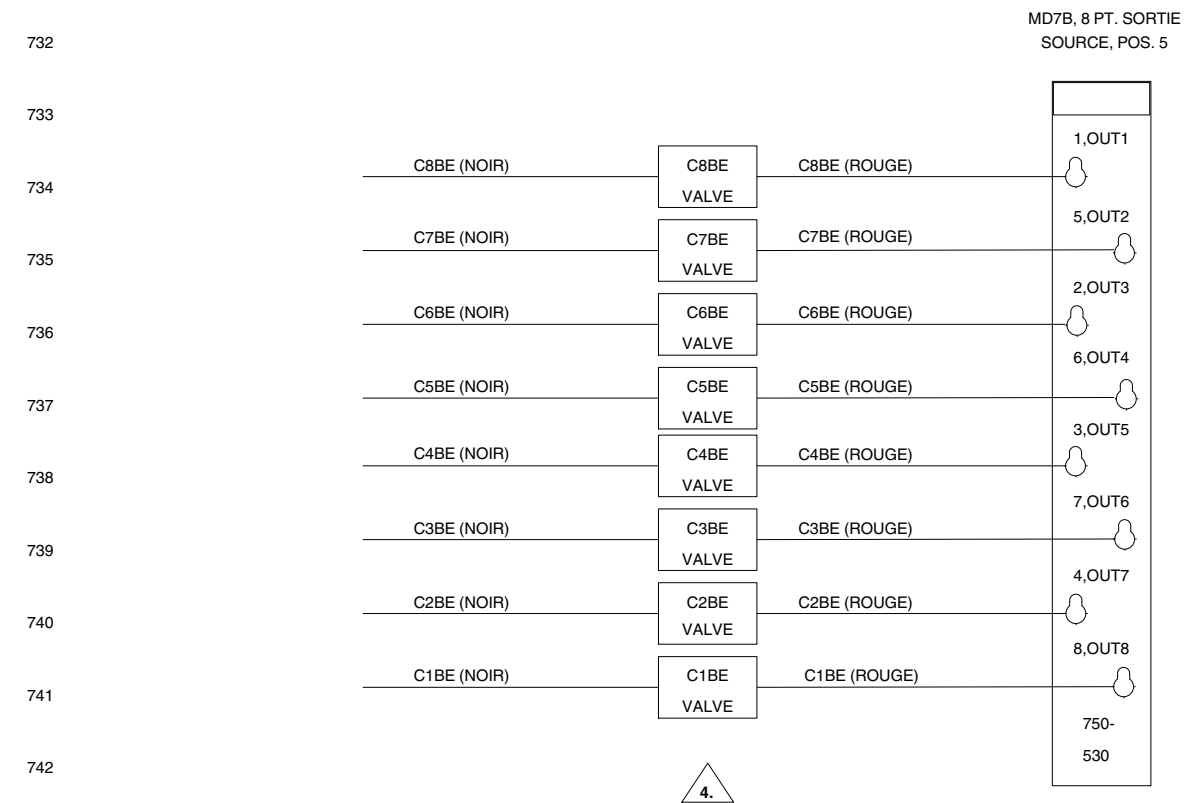 MD7B, 8 PT. SORTIE
732
SOURCE, POS. 5
733
1,OUT1
C8BE (NOIR)
C8BE
VALVE
C8BE (ROUGE)
734
5,OUT2
C7BE (NOIR)
C7BE
VALVE
C7BE (ROUGE)
735
2,OUT3
C6BE (NOIR)
C6BE
VALVE
C6BE (ROUGE)
736
6,OUT4
C5BE (NOIR)
C5BE
VALVE
C5BE (ROUGE)
737
3,OUT5
C4BE (NOIR)
C4BE
VALVE
C4BE (ROUGE)
738
7,OUT6
C3BE (NOIR)
C3BE
VALVE
C3BE (ROUGE)
739
4,OUT7
C2BE (NOIR)
C2BE
VALVE
C2BE (ROUGE)
740
8,OUT8
C1BE (NOIR)
C1BE
VALVE
C1BE (ROUGE)
741
750-
530
742
4.